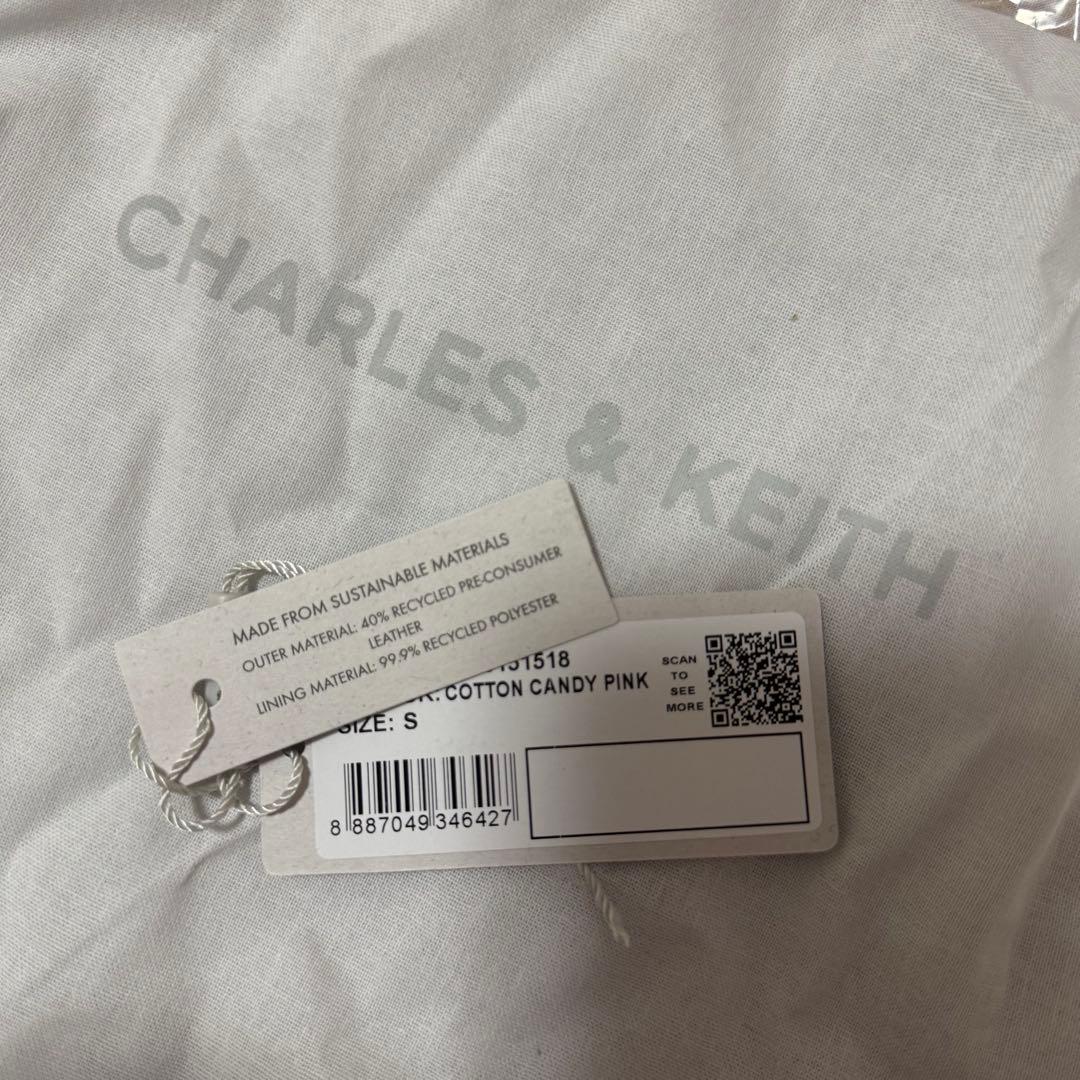 CHARLES & KEITH
MADE FROM SUSTAINABLE MATERIALS
OUTER MATERIAL: 40% RECYCLED PRE-CONSUMER
LEATHER
LINING MATERIAL: 99.9% RECYCLED POLYESTER
COTTON CANDY PINK
SIZE: S
SCAN
TO
SEE
MORE
8 887049 346427